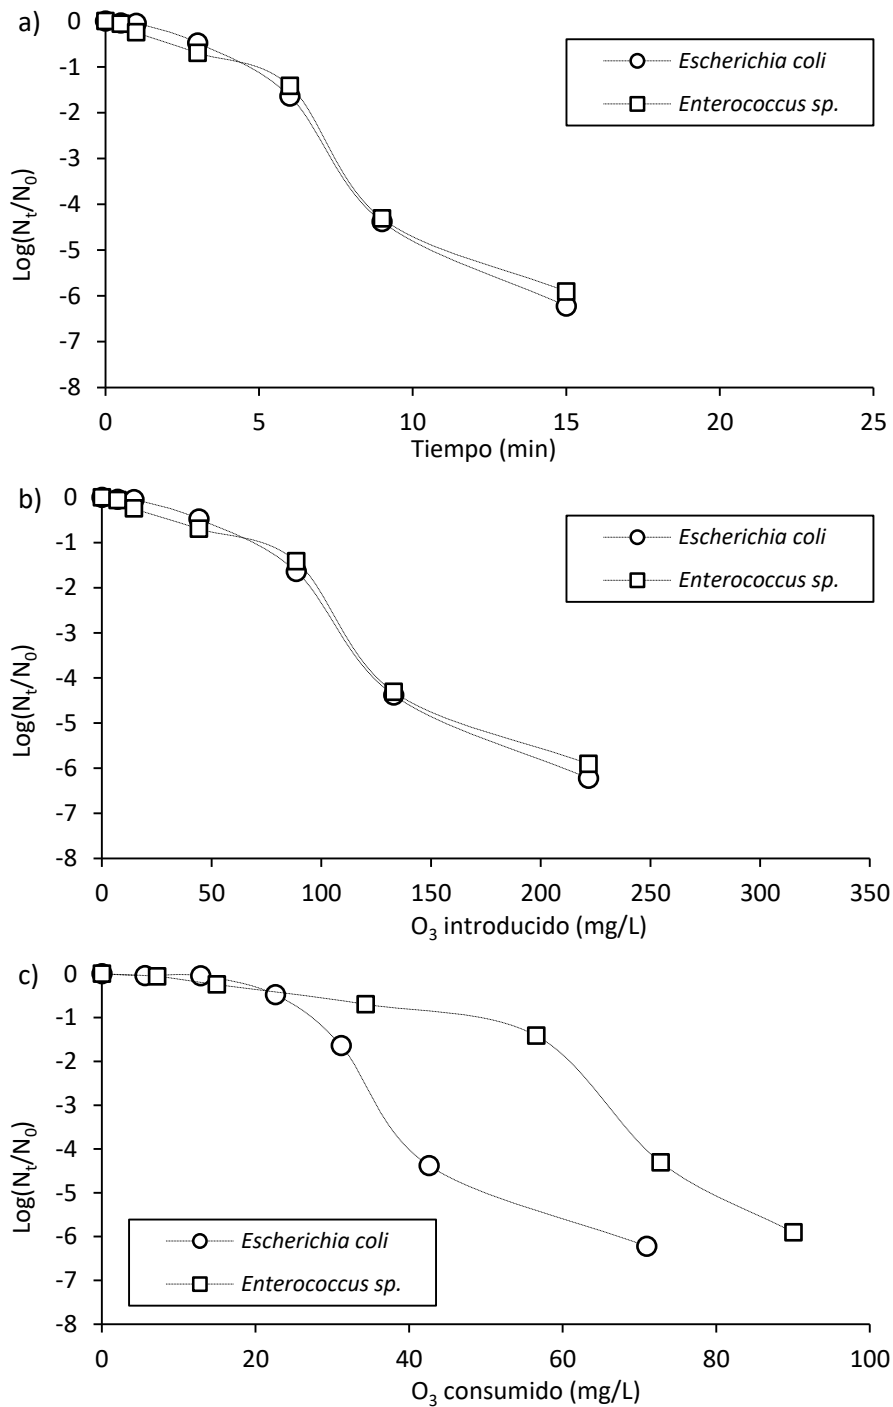 a)
0
-1
-2
-3
-4
-5
-6
-7
-8
Log(Nₜ/N₀)
Escherichia coli
Enterococcus sp.
0 5 10 15 20 25
Tiempo (min)
b)
0
-1
-2
-3
-4
-5
-6
-7
-8
Log(Nₜ/N₀)
Escherichia coli
Enterococcus sp.
0 50 100 150 200 250 300 350
O₃ introducido (mg/L)
c)
0
-1
-2
-3
-4
-5
-6
-7
-8
Log(Nₜ/N₀)
Escherichia coli
Enterococcus sp.
0 20 40 60 80 100
O₃ consumido (mg/L)